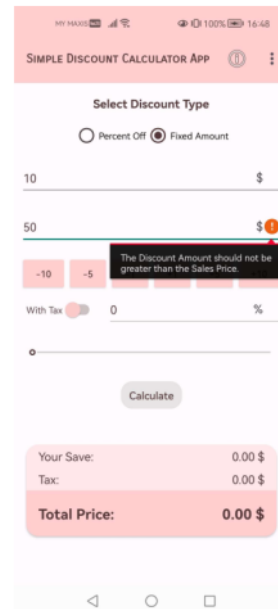 MY MAXIS 100% 16:48
SIMPLE DISCOUNT CALCULATOR APP
Select Discount Type
Percent Off Fixed Amount
10 $
50 $
The Discount Amount should not be
greater than the Sales Price.
-10 -5
With Tax 0 %
Calculate
Your Save: 0.00 $
Tax: 0.00 $
Total Price: 0.00 $